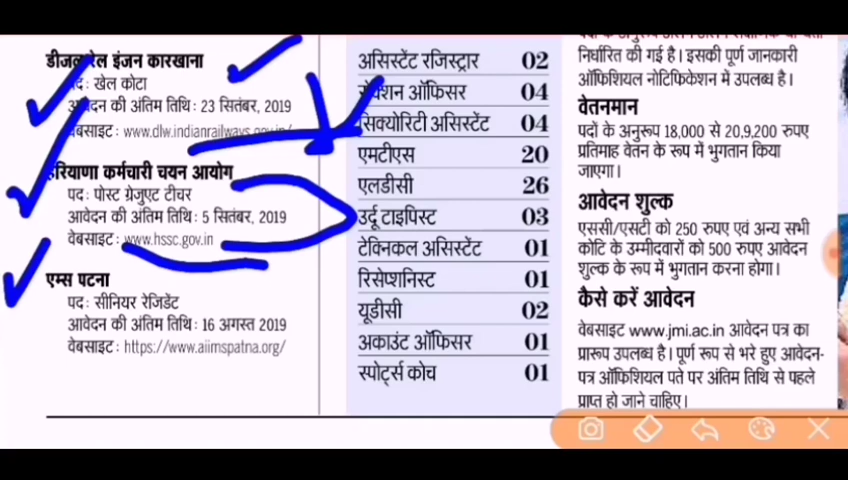 डीजल रेल इंजन कारखाना
पद: खेल कोटा
आवेदन की अंतिम तिथि: 23 सितंबर, 2019
वेबसाइट: www.dlw.indianrailways.gov.in/
हरियाणा कर्मचारी चयन आयोग
पद: पोस्ट ग्रेजुएट टीचर
आवेदन की अंतिम तिथि: 5 सितंबर, 2019
वेबसाइट: www.hssc.gov.in
एम्स पटना
पद: सीनियर रेजिडेंट
आवेदन की अंतिम तिथि: 16 अगस्त 2019
वेबसाइट: https://www.aiimspatna.org/
असिस्टेंट रजिस्ट्रार 02
सेक्शन ऑफिसर 04
सिक्योरिटी असिस्टेंट 04
एमटीएस 20
एलडीसी 26
उर्दू टाइपिस्ट 03
टेक्निकल असिस्टेंट 01
रिसेप्शनिस्ट 01
यूडीसी 02
अकाउंट ऑफिसर 01
स्पोर्ट्स कोच 01
निर्धारित की गई है। इसकी पूर्ण जानकारी
ऑफिशियल नोटिफिकेशन में उपलब्ध है।
वेतनमान
पदों के अनुरूप 18,000 से 20,9,200 रुपए
प्रतिमाह वेतन के रूप में भुगतान किया
जाएगा।
आवेदन शुल्क
एससी/एसटी को 250 रुपए एवं अन्य सभी
कोटि के उम्मीदवारों को 500 रुपए आवेदन
शुल्क के रूप में भुगतान करना होगा।
कैसे करें आवेदन
वेबसाइट www.jmi.ac.in आवेदन पत्र का
प्रारूप उपलब्ध है। पूर्ण रूप से भरे हुए आवेदन-
पत्र ऑफिशियल पते पर अंतिम तिथि से पहले
प्राप्त हो जाने चाहिए।